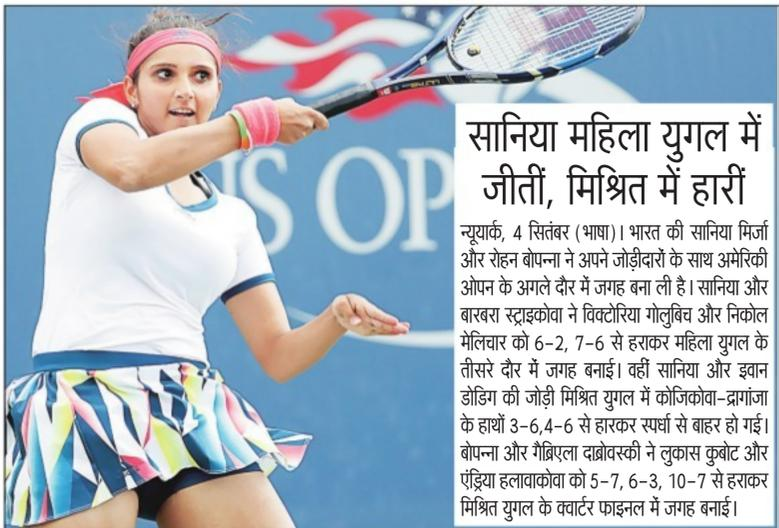 US OP
सानिया महिला युगल में
जीतीं, मिश्रित में हारीं
न्यूयार्क, 4 सितंबर (भाषा)। भारत की सानिया मिर्जा
और रोहन बोपन्ना ने अपने जोड़ीदारों के साथ अमेरिकी
ओपन के अगले दौर में जगह बना ली है। सानिया और
बारबरा स्ट्राइकोवा ने विक्टोरिया गोलुबिच और निकोल
मेलिचार को 6-2, 7-6 से हराकर महिला युगल के
तीसरे दौर में जगह बनाई। वहीं सानिया और इवान
डोडिग की जोड़ी मिश्रित युगल में कोजिकोवा-द्रागांजा
के हाथों 3-6,4-6 से हारकर स्पर्धा से बाहर हो गई।
बोपन्ना और गैब्रिएला दाब्रोवस्की ने लुकास कुबोट और
एंड्रिया हलावाकोवा को 5-7, 6-3, 10-7 से हराकर
मिश्रित युगल के क्वार्टर फाइनल में जगह बनाई।